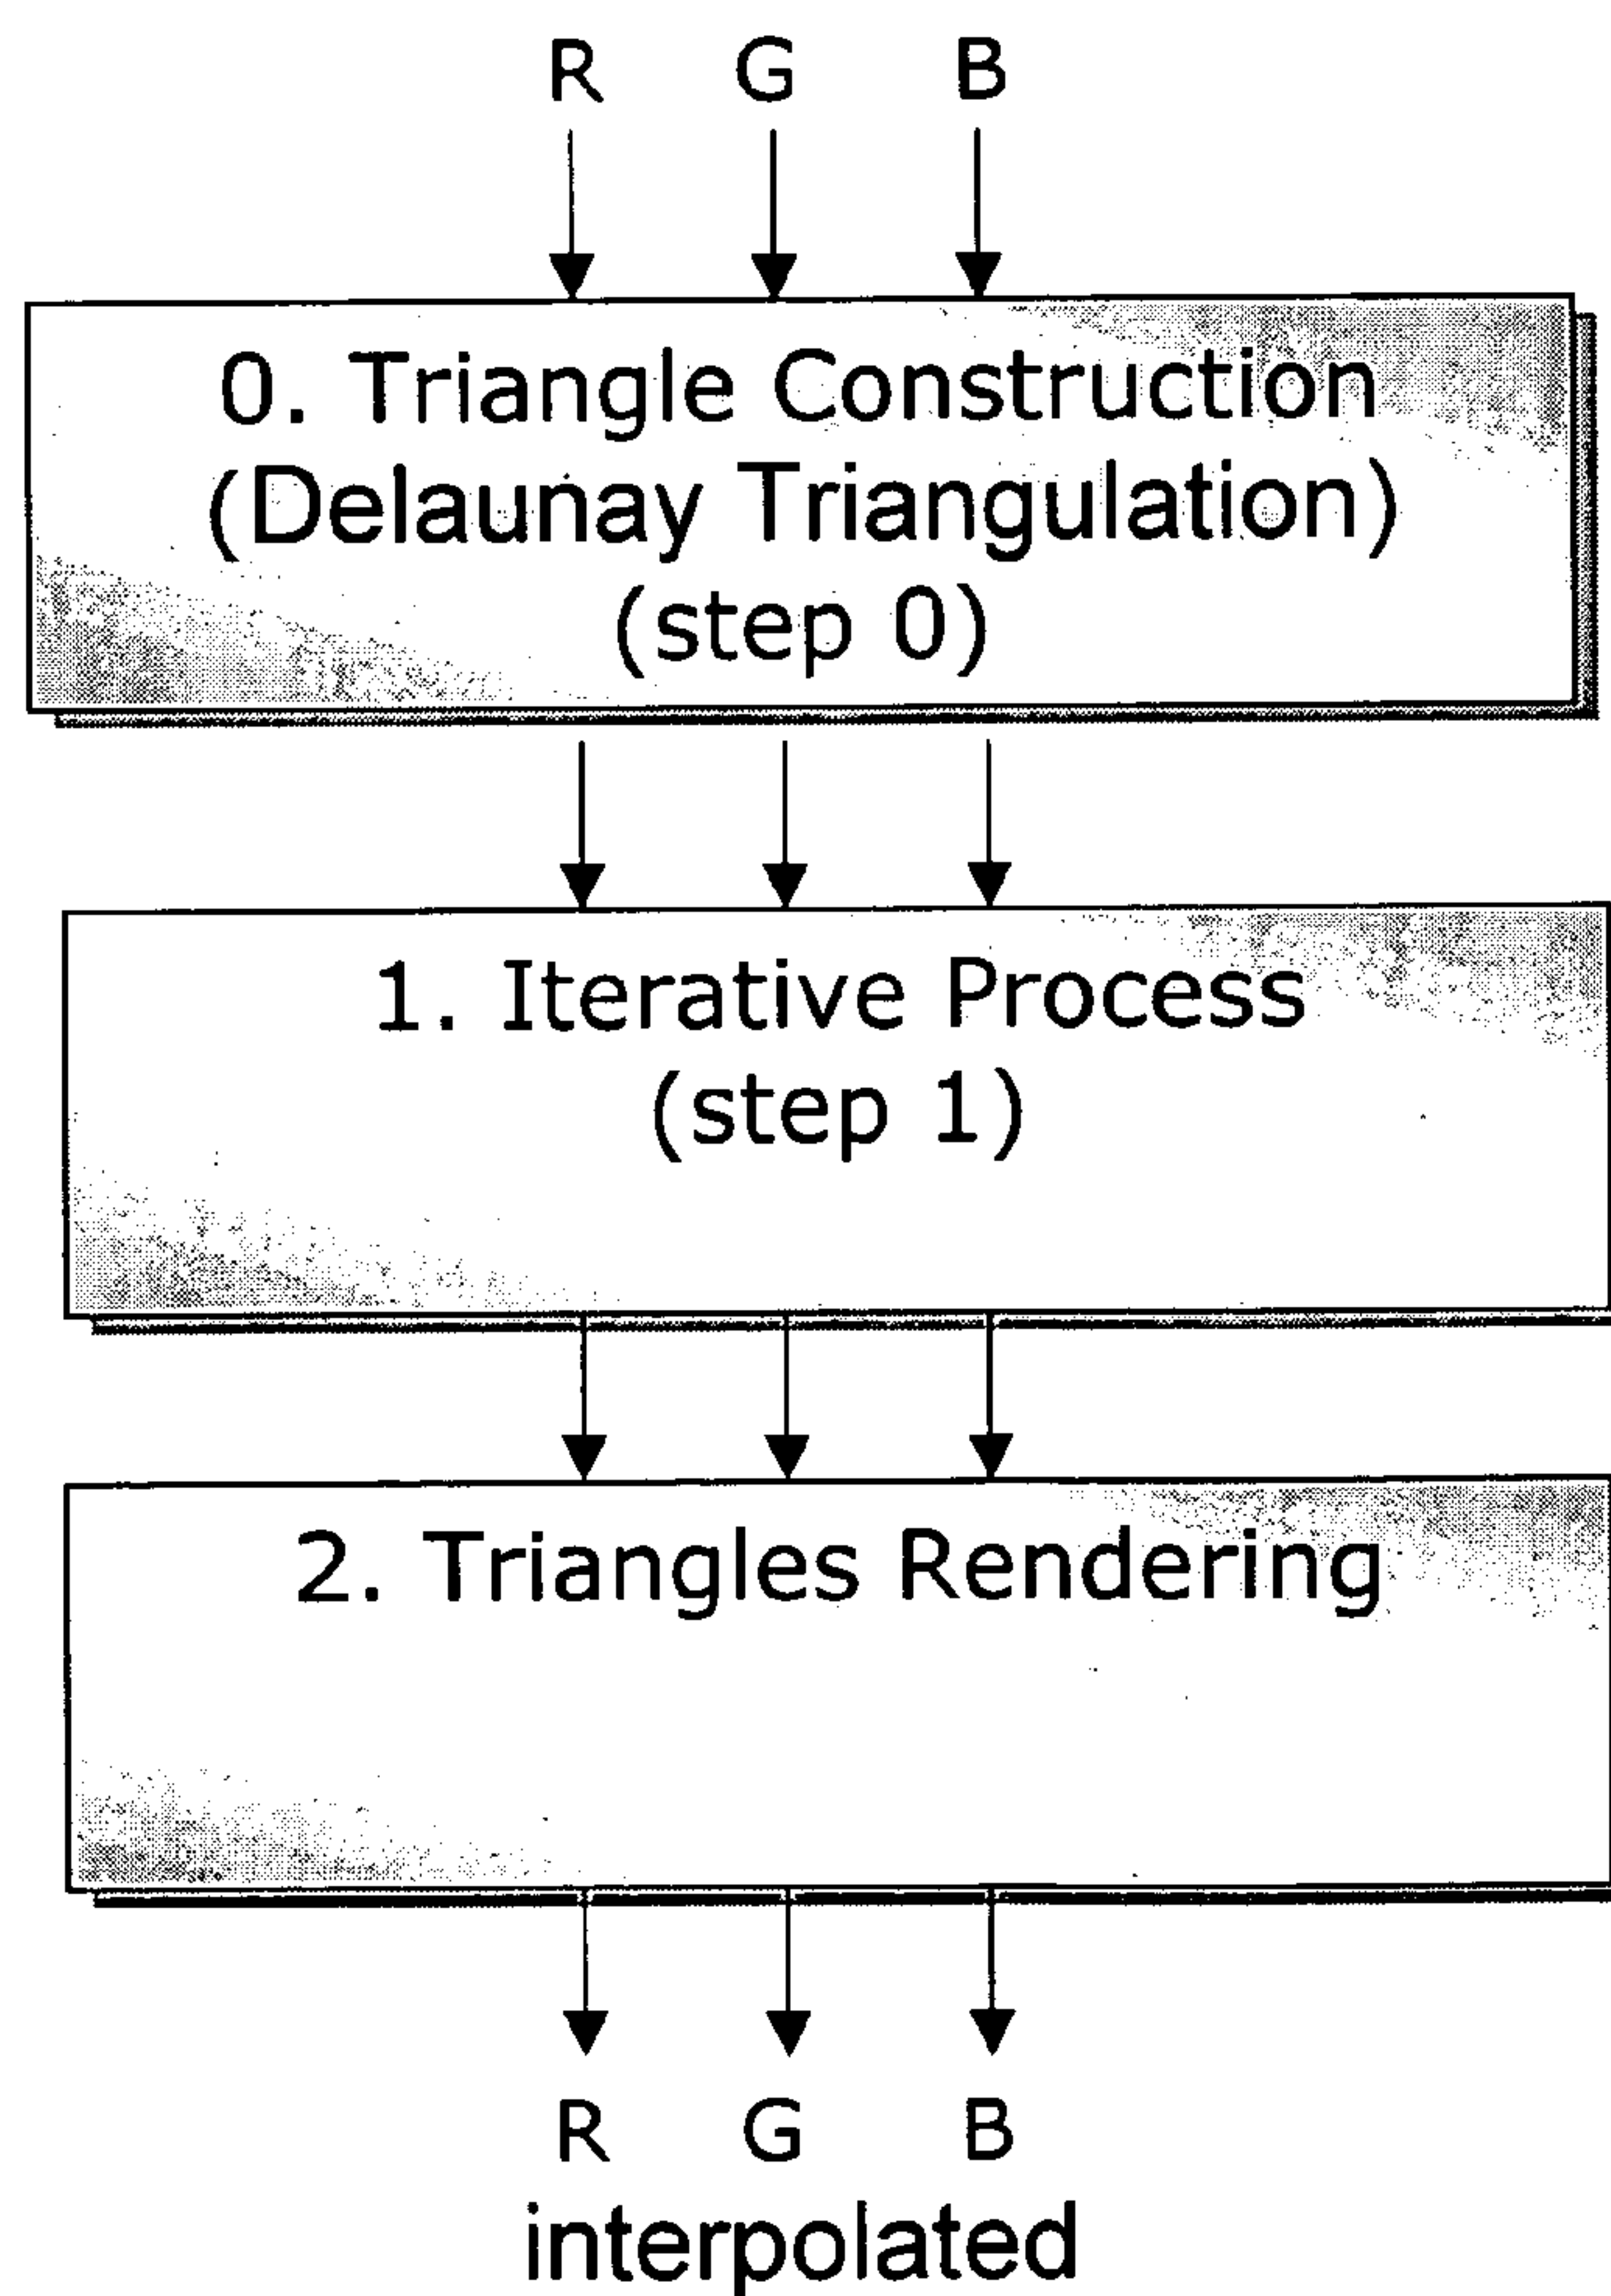 R G B
0. Triangle Construction
(Delaunay Triangulation)
(step 0)
1. Iterative Process
(step 1)
2. Triangles Rendering
R G B
interpolated